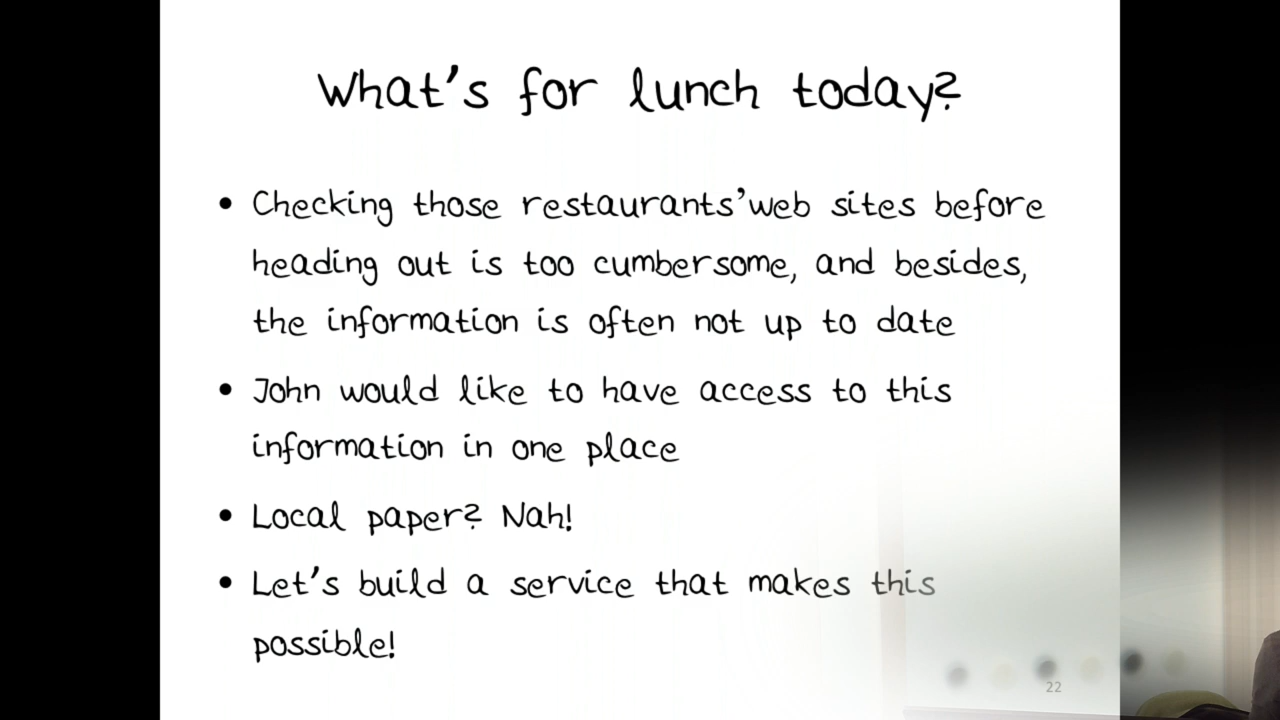 What's for lunch today?
• Checking those restaurants'web sites before
heading out is too cumbersome, and besides,
the information is often not up to date
• John would like to have access to this
information in one place
• Local paper? Nah!
• Let's build a service that makes this
possible!
22